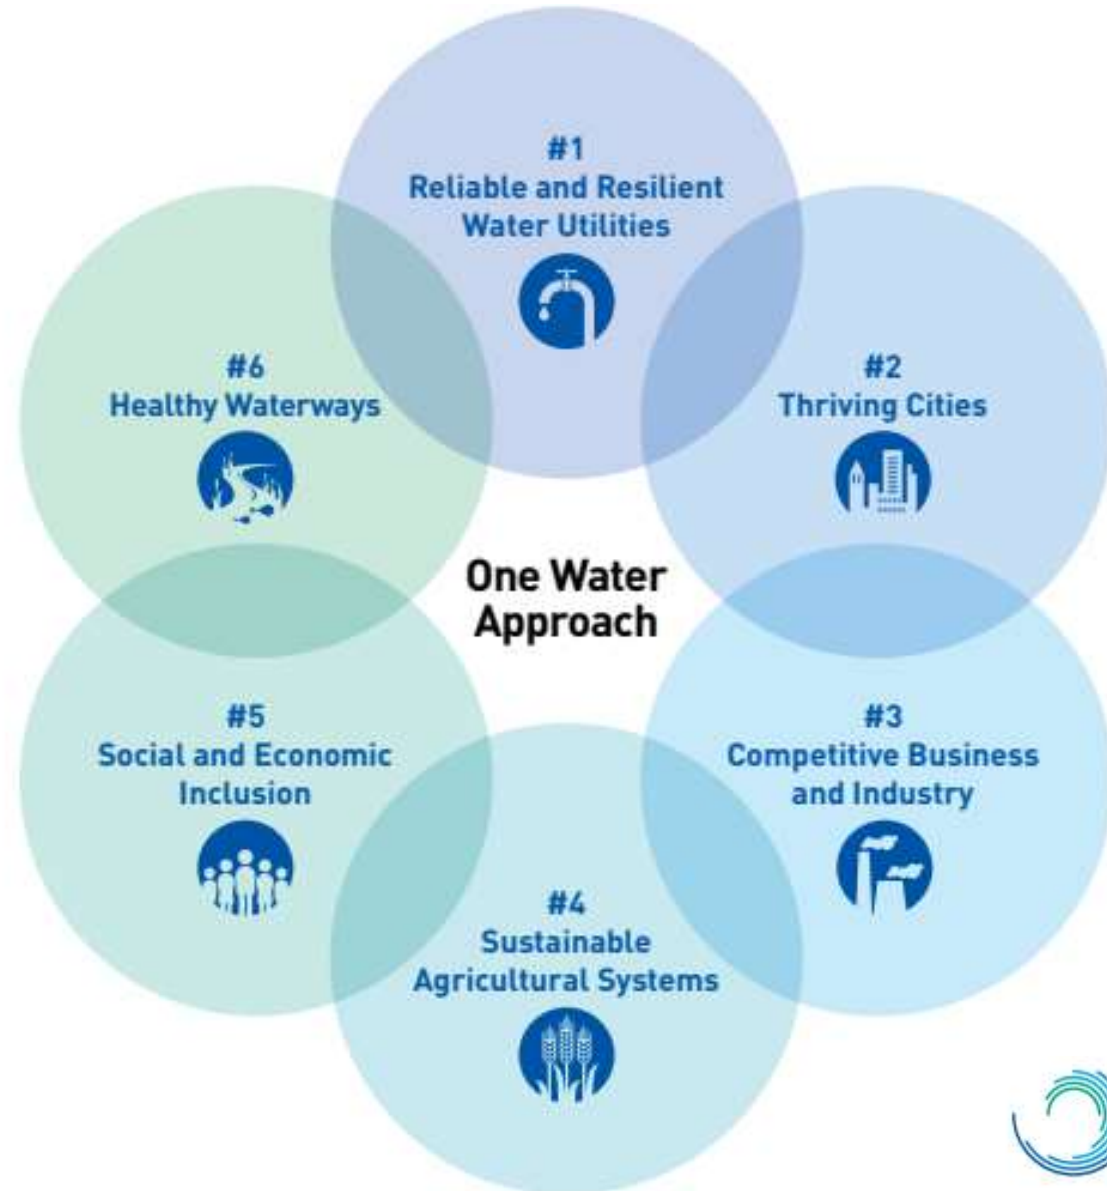 #1
Reliable and Resilient
Water Utilities
#2
Thriving Cities
#3
Competitive Business
and Industry
#4
Sustainable
Agricultural Systems
#5
Social and Economic
Inclusion
#6
Healthy Waterways
One Water
Approach